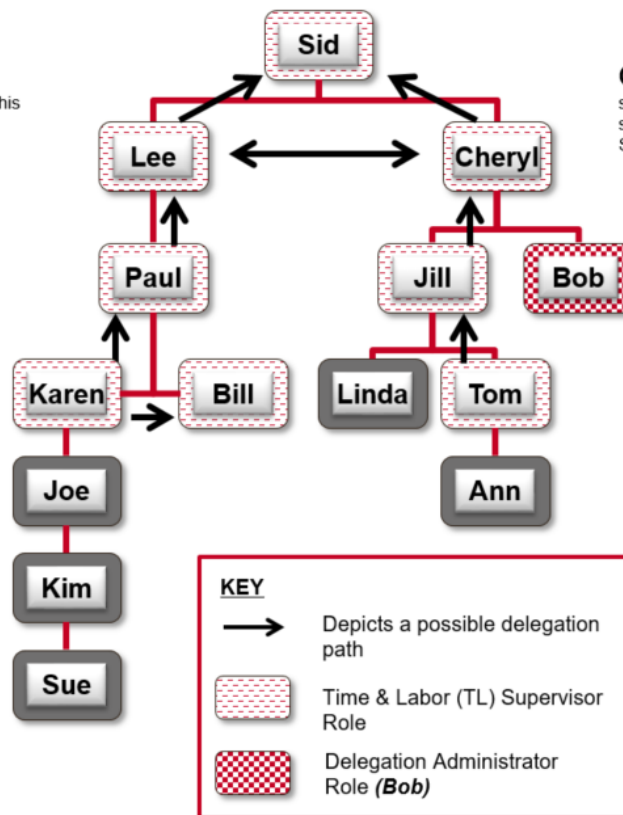 Sid
his
s
s
S
Lee
Cheryl
Paul
Jill
Bob
Karen
Bill
Linda
Tom
Joe
Ann
Kim
Sue
KEY
Depicts a possible delegation
path
Time & Labor (TL) Supervisor
Role
Delegation Administrator
Role (Bob)